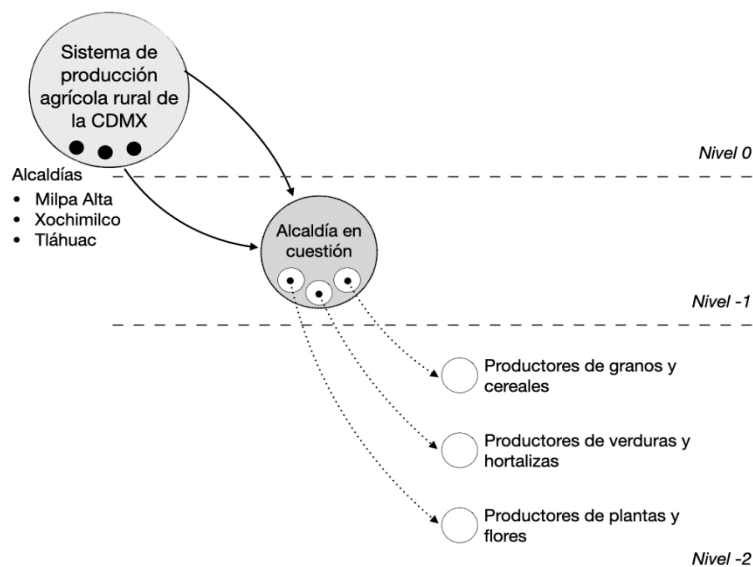 Sistema de
producción
agrícola rural de
la CDMX
Nivel 0
Alcaldías
• Milpa Alta
• Xochimilco
• Tláhuac
Alcaldía en
cuestión
Nivel -1
Productores de granos y
cereales
Productores de verduras y
hortalizas
Productores de plantas y
flores
Nivel -2